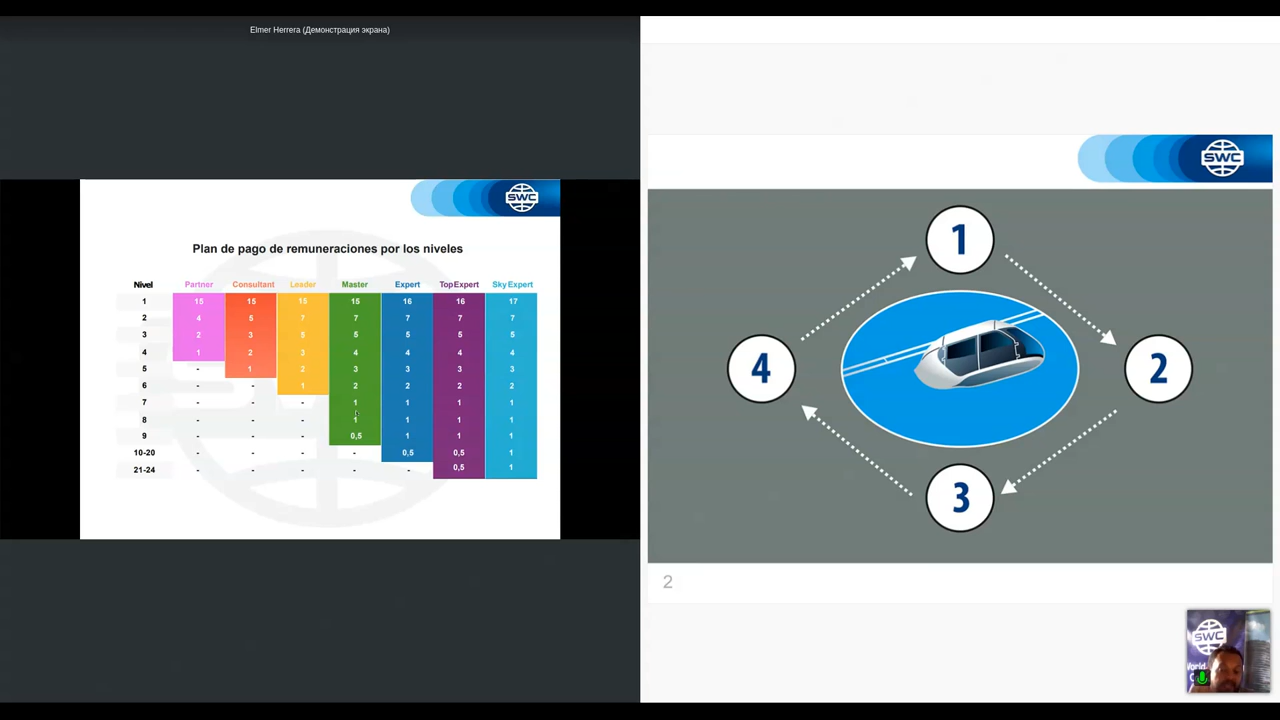 Elmer Herrera (Демонстрация экрана)
SWC
Plan de pago de remuneraciones por los niveles
Nivel Partner Consultant Leader Master Expert TopExpert Sky Expert
1 15 15 15 15 16 16 17
2 4 5 7 7 7 7 7
3 2 3 5 5 5 5 5
4 1 2 3 4 4 4 4
5 - 1 2 3 3 3 3
6 - - 1 2 2 2 2
7 - - - 1 1 1 1
8 - - - 1 1 1 1
9 - - - 0,5 1 1 1
10-20 - - - - 0,5 0,5 1
21-24 - - - - - 0,5 1
SWC
1
4
2
3
2
SWC
World